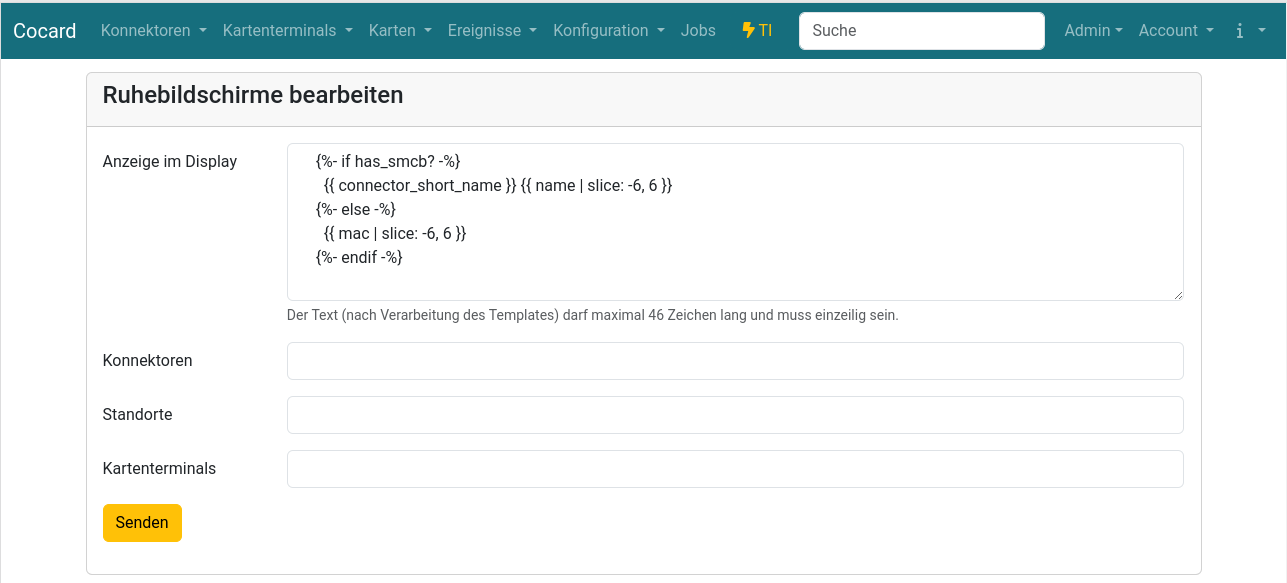 Cocard Konnektoren Kartenterminals Karten Ereignisse Konfiguration Jobs TI Suche Admin Account i
Ruhebildschirme bearbeiten
Anzeige im Display
{%- if has_smcb? -%}
{{ connector_short_name }} {{ name | slice: -6, 6 }}
{%- else -%}
{{ mac | slice: -6, 6 }}
{%- endif -%}
Der Text (nach Verarbeitung des Templates) darf maximal 46 Zeichen lang und muss einzeilig sein.
Konnektoren
Standorte
Kartenterminals
Senden